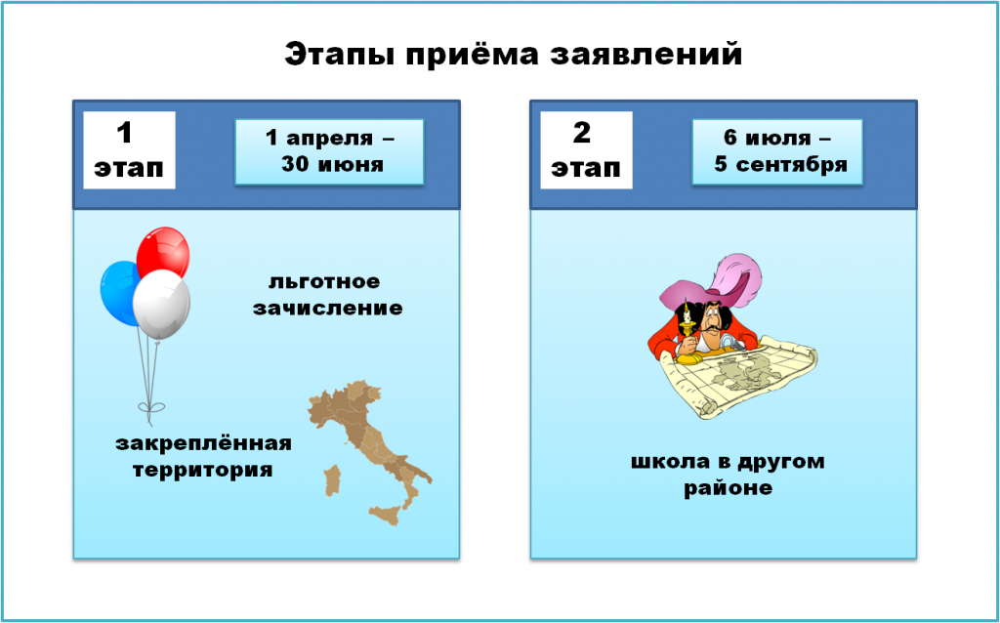 Этапы приёма заявлений
1
этап
1 апреля –
30 июня
льготное
зачисление
закреплённая
территория
2
этап
6 июля –
5 сентября
школа в другом
районе